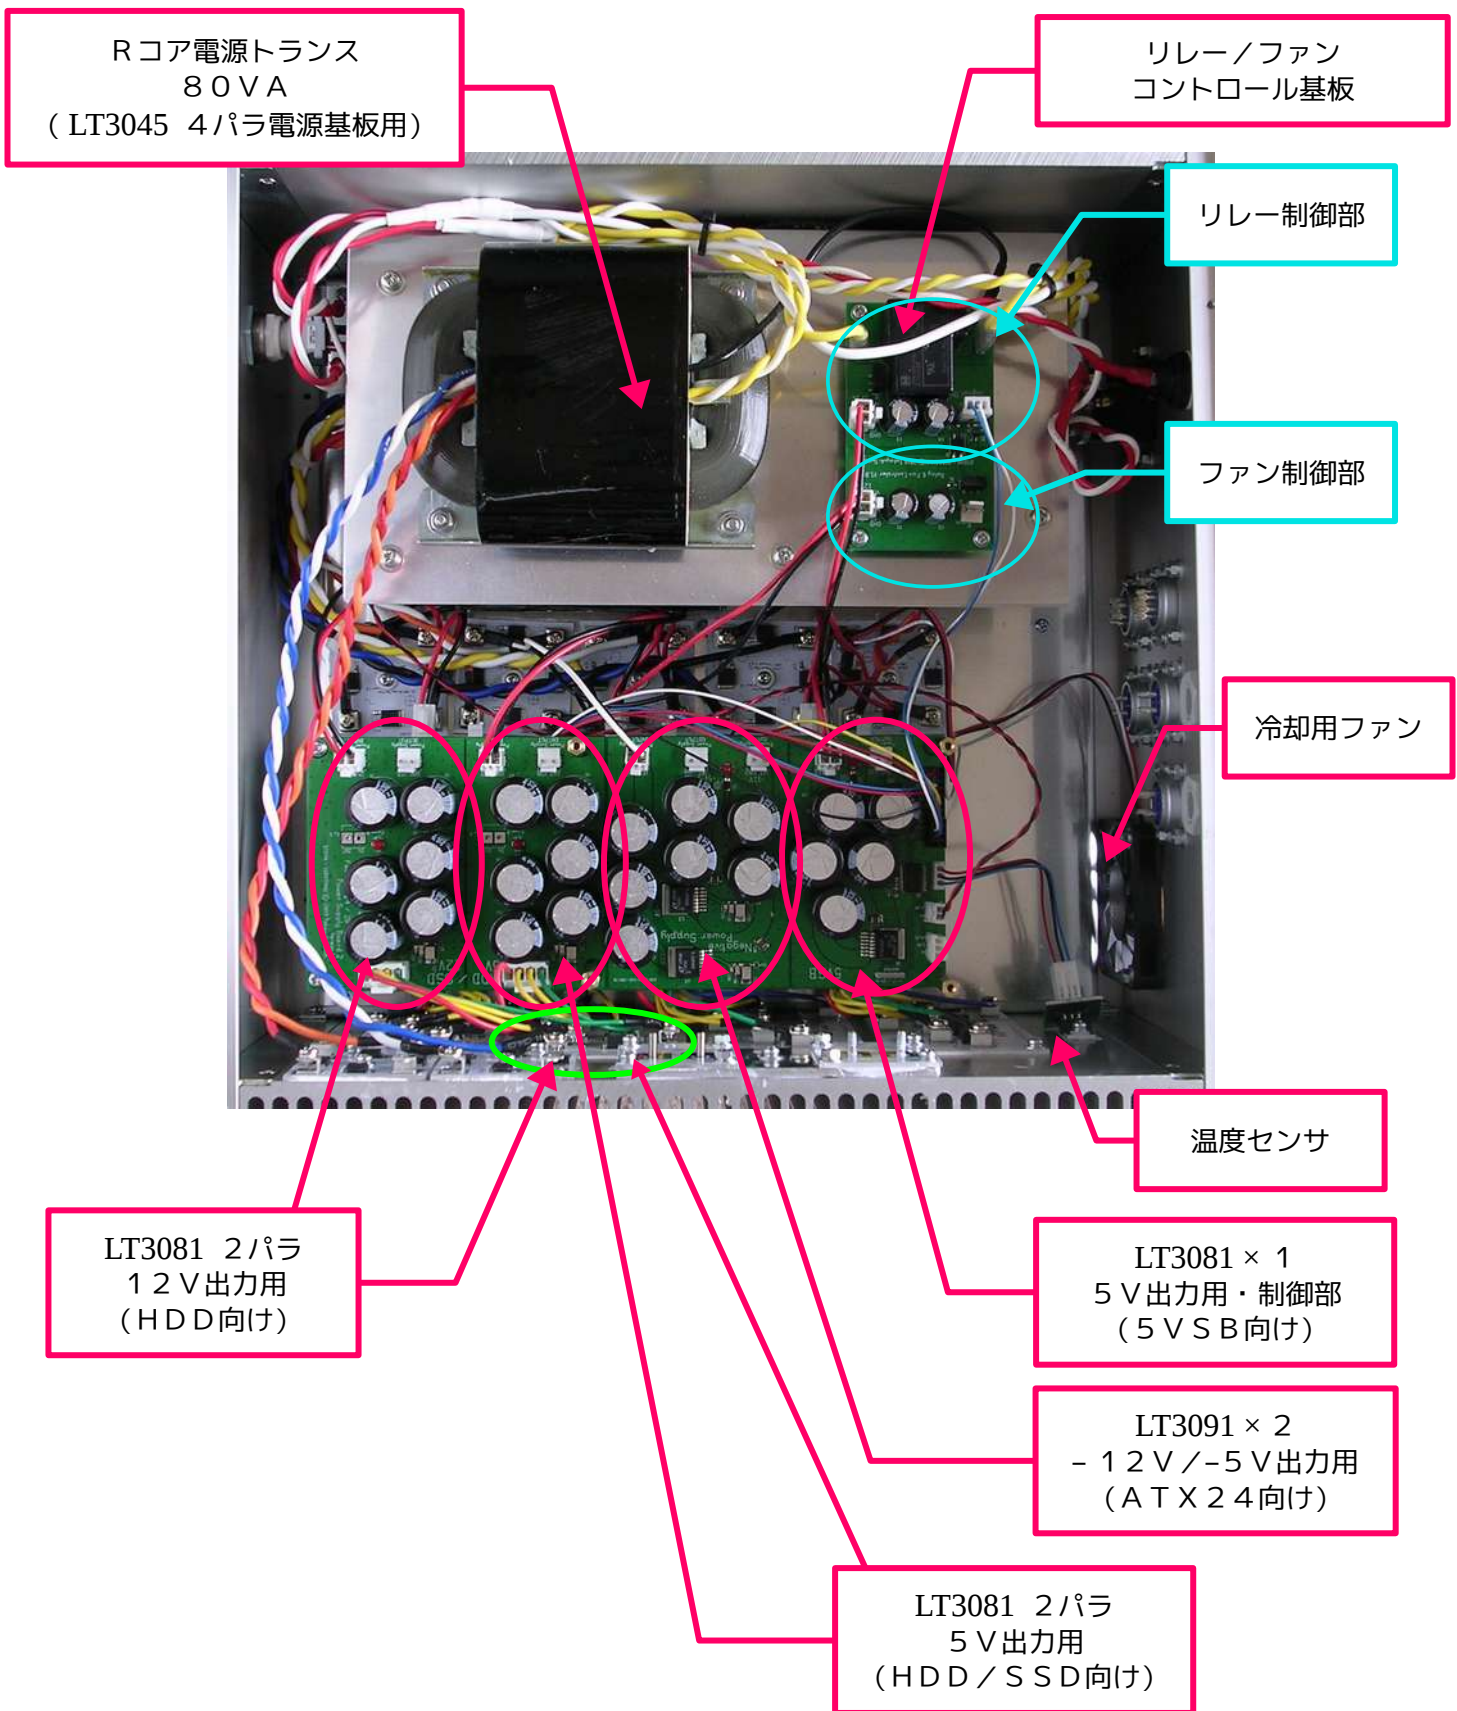 Ｒコア電源トランス
８０ＶＡ
（LT3045 ４パラ電源基板用）
リレー／ファン
コントロール基板
リレー制御部
ファン制御部
冷却用ファン
Negative
Power Supply
5VSB
温度センサ
LT3081 ２パラ
１２Ｖ出力用
（ＨＤＤ向け）
LT3081 × １
５Ｖ出力用・制御部
（５ＶＳＢ向け）
LT3091 × ２
－１２Ｖ／－５Ｖ出力用
（ＡＴＸ２４向け）
LT3081 ２パラ
５Ｖ出力用
（ＨＤＤ／ＳＳＤ向け）